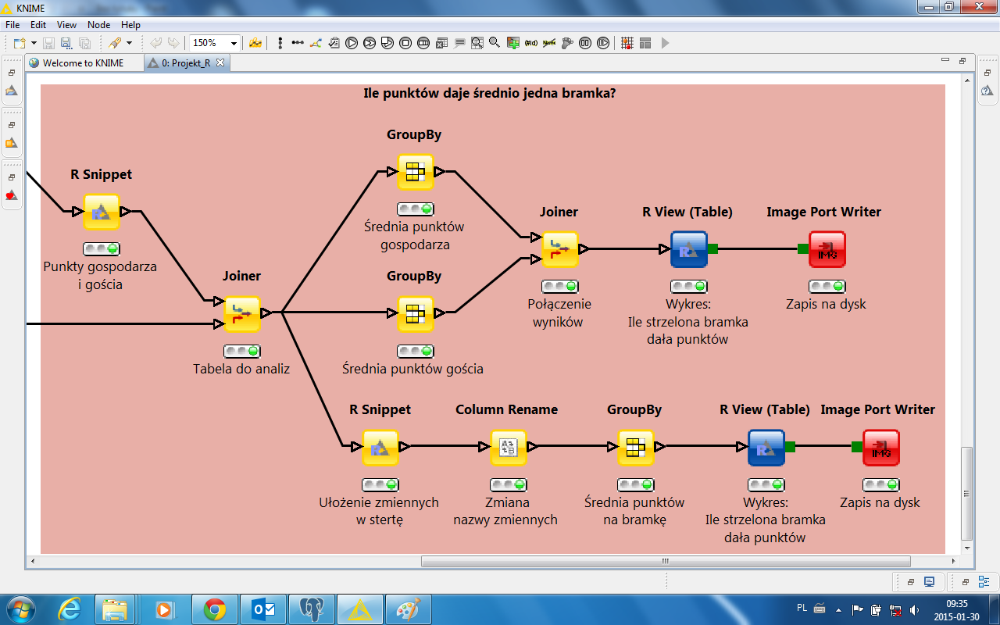 KNIME
File Edit View Node Help
150%
Welcome to KNIME
0: Projekt_R
Ile punktów daje średnio jedna bramka?
GroupBy
R Snippet
Średnia punktów
gospodarza
Joiner
R View (Table)
Image Port Writer
Punkty gospodarza
i gościa
Joiner
GroupBy
Połączenie
wyników
Wykres:
Ile strzelona bramka
dała punktów
Zapis na dysk
Tabela do analiz
Średnia punktów gościa
R Snippet
Column Rename
GroupBy
R View (Table)
Image Port Writer
IMG
IMG
Ułożenie zmiennych
w stertę
Zmiana
nazwy zmiennych
Średnia punktów
na bramkę
Wykres:
Ile strzelona bramka
dała punktów
Zapis na dysk
PL
09:35
2015-01-30